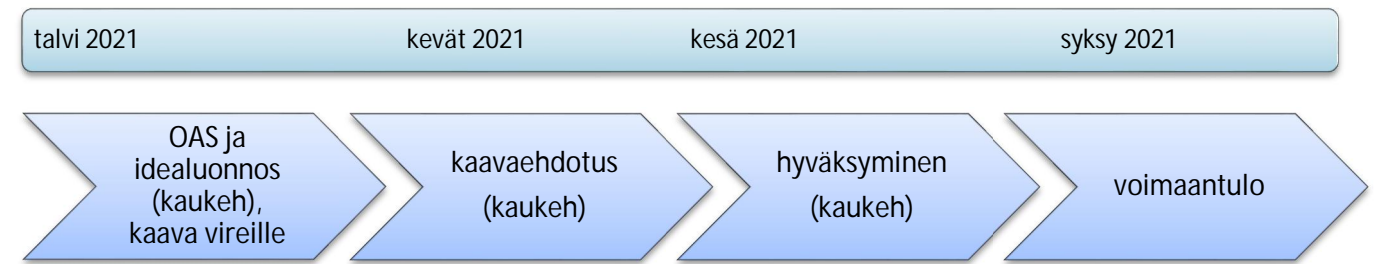 talvi 2021 kevät 2021 kesä 2021 syksy 2021
OAS ja
idealuonnos
(kaukeh),
kaava vireille
kaavaehdotus
(kaukeh)
hyväksyminen
(kaukeh)
voimaantulo